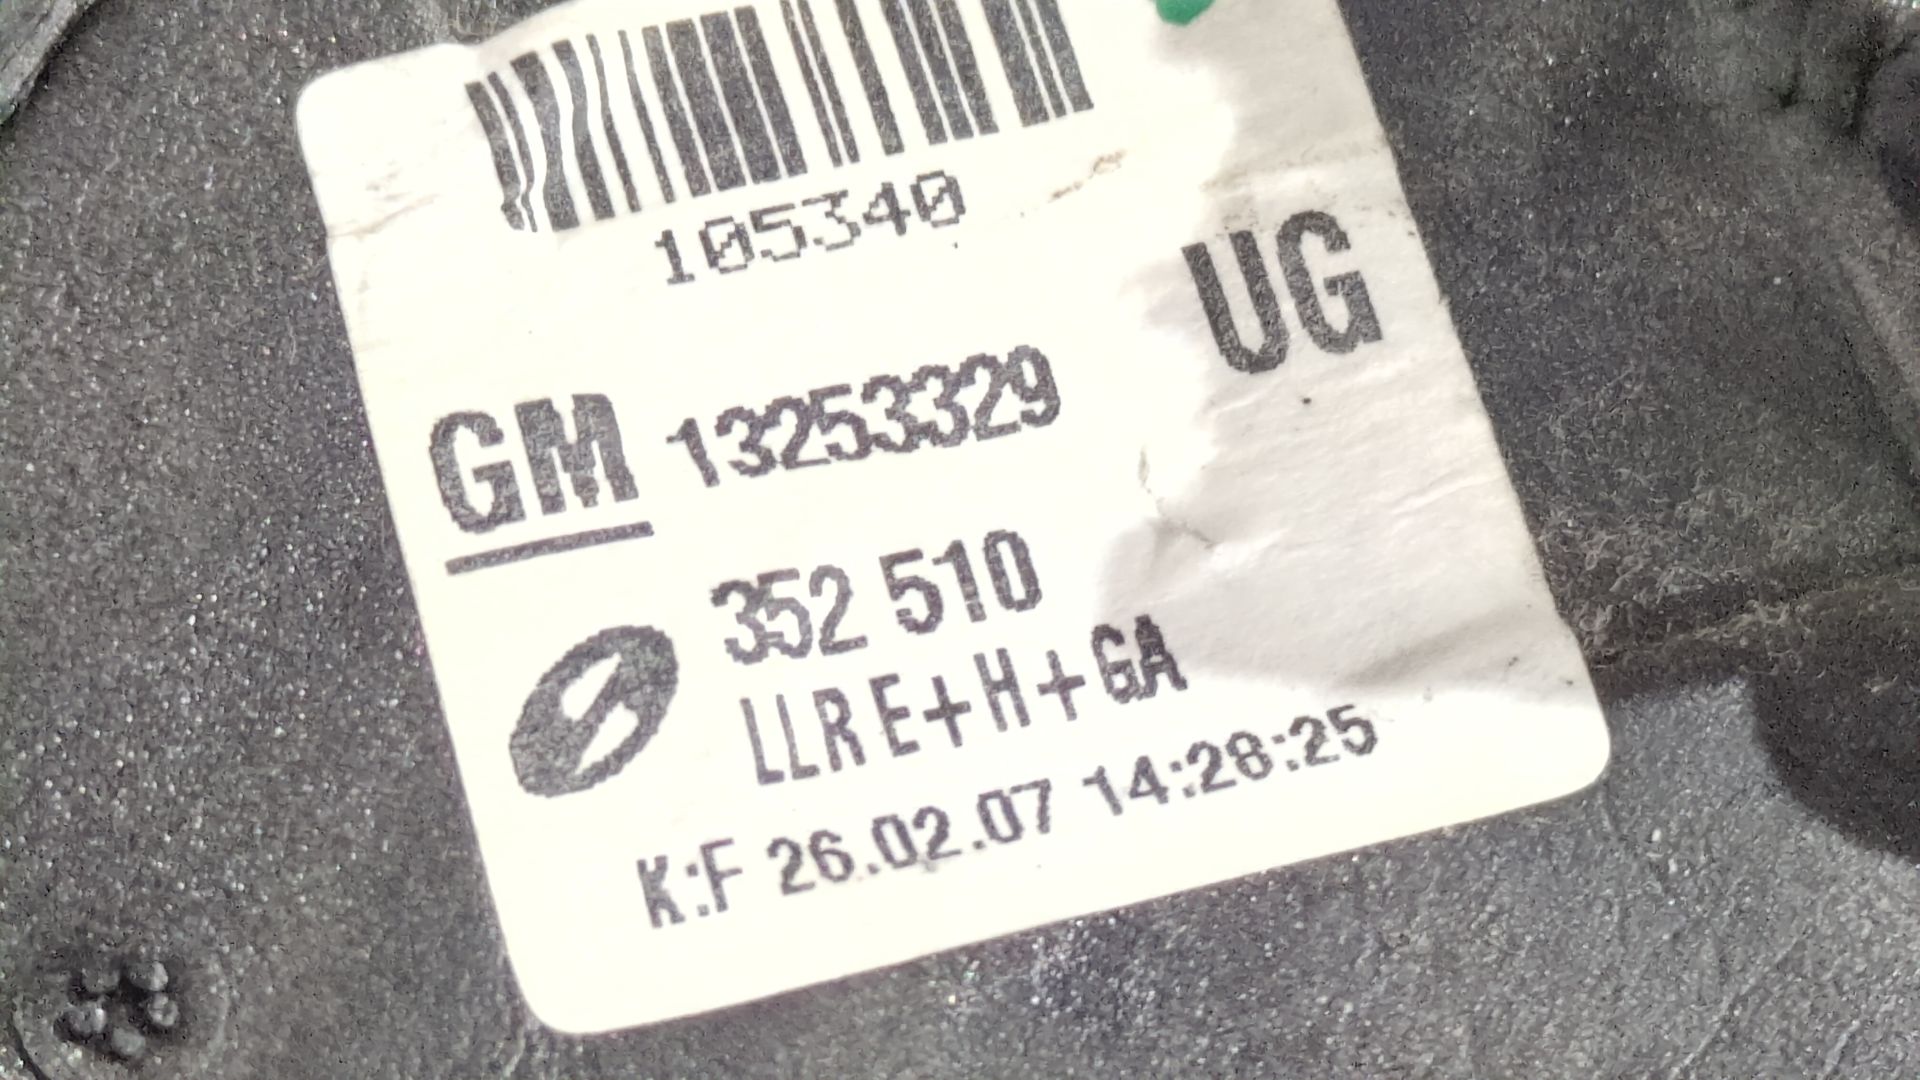 105340
UG
GM 13253329
352 510
LLR E+H+GA
K:F 26.02.07 14:28:25